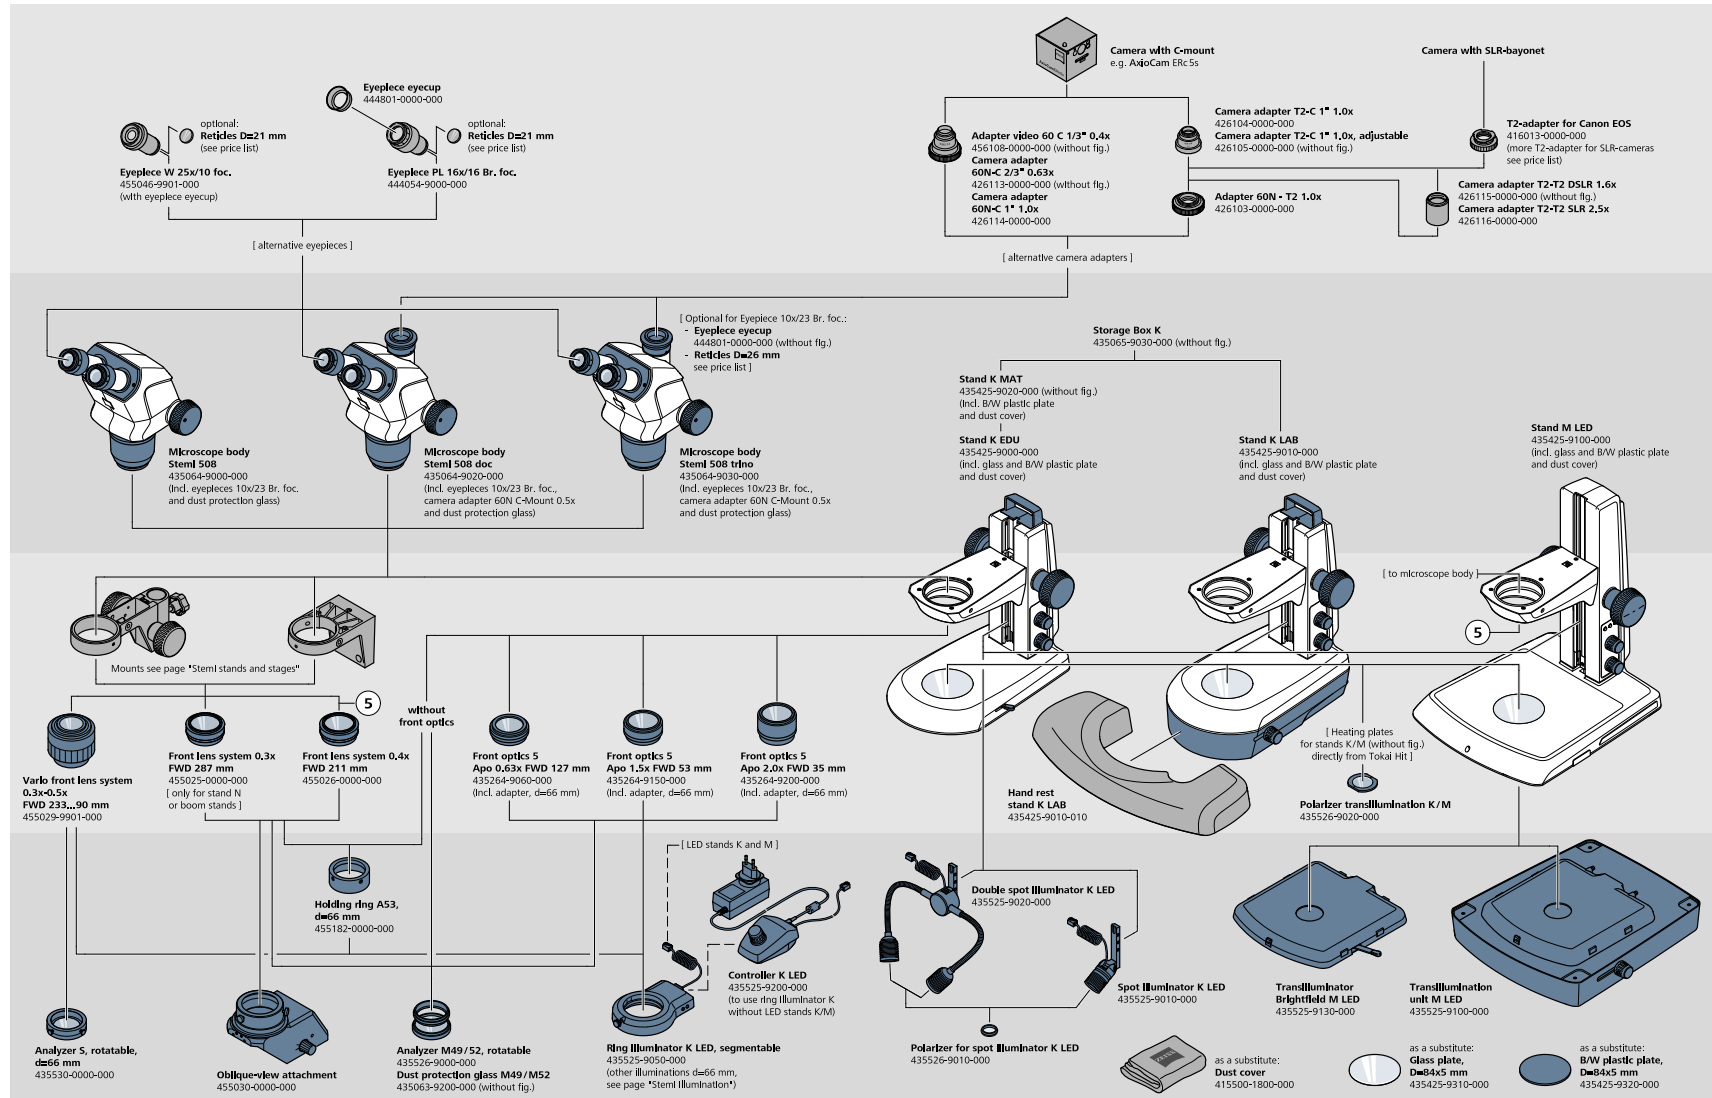 Camera with C-mount
e.g. AxioCam ERc 5s
Camera with SLR-bayonet
Eyepiece eyecup
444801-0000-000
optional:
Reticles D=21 mm
(see price list)
optional:
Reticles D=21 mm
(see price list)
Eyepiece W 25x/10 foc.
455046-9901-000
(with eyepiece eyecup)
Eyepiece PL 16x/16 Br. foc.
444054-9000-000
Adapter video 60 C 1/3" 0,4x
456108-0000-000 (without fig.)
Camera adapter
60N-C 2/3" 0.63x
426113-0000-000 (without fig.)
Camera adapter
60N-C 1" 1,0x
426114-0000-000
Camera adapter T2-C 1" 1.0x
426104-0000-000
Camera adapter T2-C 1" 1.0x, adjustable
426105-0000-000 (without fig.)
Adapter 60N - T2 1.0x
426103-0000-000
T2-adapter for Canon EOS
416013-0000-000
(more T2-adapter for SLR-cameras
see price list)
Camera adapter T2-T2 DSLR 1.6x
426115-0000-000 (without fig.)
Camera adapter T2-T2 SLR 2,5x
426116-0000-000
[ alternative eyepieces ]
[ alternative camera adapters ]
[ Optional for Eyepiece 10x/23 Br. foc.:
- Eyepiece eyecup
444801-0000-000 (without fig.)
- Reticles D=26 mm
see price list ]
Storage Box K
435065-9030-000 (without fig.)
Stand K MAT
435425-9020-000 (without fig.)
(Incl. B/W plastic plate
and dust cover)
Stand K EDU
435425-9000-000
(incl. glass and B/W plastic plate
and dust cover)
Stand K LAB
435425-9010-000
(incl. glass and B/W plastic plate
and dust cover)
Stand M LED
435425-9100-000
(incl. glass and B/W plastic plate
and dust cover)
Microscope body
Stemi 508
435064-9000-000
(Incl. eyepieces 10x/23 Br. foc.
and dust protection glass)
Microscope body
Stemi 508 doc
435064-9020-000
(Incl. eyepieces 10x/23 Br. foc.,
camera adapter 60N C-Mount 0.5x
and dust protection glass)
Microscope body
Stemi 508 trino
435064-9030-000
(Incl. eyepieces 10x/23 Br. foc.,
camera adapter 60N C-Mount 0.5x
and dust protection glass)
[ to microscope body ]
5
Mounts see page "Stemi stands and stages"
5
without
front optics
Vario front lens system
0.3x-0.5x
FWD 233...90 mm
455029-9901-000
Front lens system 0.3x
FWD 287 mm
455025-0000-000
[ only for stand N
or boom stands ]
Front lens system 0.4x
FWD 211 mm
455026-0000-000
Front optics 5
Apo 0.63x FWD 127 mm
435264-9060-000
(Incl. adapter, d=66 mm)
Front optics 5
Apo 1.5x FWD 53 mm
435264-9150-000
(Incl. adapter, d=66 mm)
Front optics 5
Apo 2.0x FWD 35 mm
435264-9200-000
(Incl. adapter, d=66 mm)
Hand rest
stand K LAB
435425-9010-010
[ Heating plates
for stands K/M (without fig.)
directly from Tokai Hit ]
Polarizer transillumination K/M
435526-9020-000
Holding ring A53,
d=66 mm
455182-0000-000
[ LED stands K and M ]
Controller K LED
435525-9200-000
(to use ring Illuminator K
without LED stands K/M)
Double spot Illuminator K LED
435525-9020-000
Spot Illuminator K LED
435525-9010-000
Transilluminator
Brightfield M LED
435525-9130-000
Transillumination
unit M LED
435525-9100-000
Analyzer S, rotatable,
d=66 mm
435530-0000-000
Oblique-view attachment
455030-0000-000
Analyzer M49/52, rotatable
435526-9000-000
Dust protection glass M49/M52
435063-9200-000 (without fig.)
Ring Illuminator K LED, segmentable
435525-9050-000
(other illuminations d=66 mm,
see page "Stemi Illumination")
Polarizer for spot Illuminator K LED
435526-9010-000
as a substitute:
Dust cover
415500-1800-000
as a substitute:
Glass plate,
D=84x5 mm
435425-9310-000
as a substitute:
B/W plastic plate,
D=84x5 mm
435425-9320-000